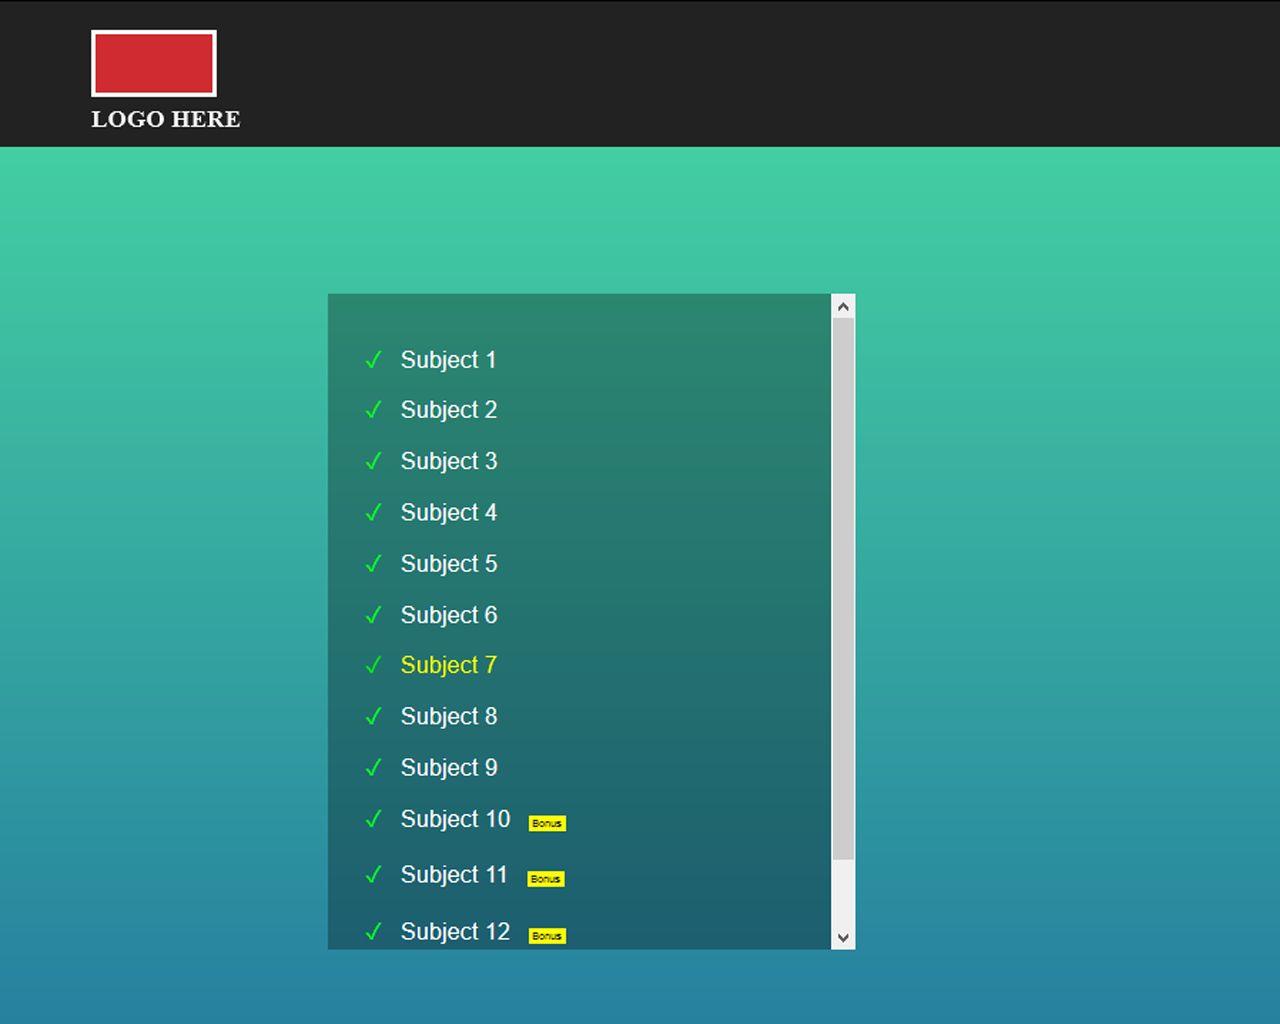 LOGO HERE
✓ Subject 1
✓ Subject 2
✓ Subject 3
✓ Subject 4
✓ Subject 5
✓ Subject 6
✓ Subject 7
✓ Subject 8
✓ Subject 9
✓ Subject 10 Bonus
✓ Subject 11 Bonus
✓ Subject 12 Bonus